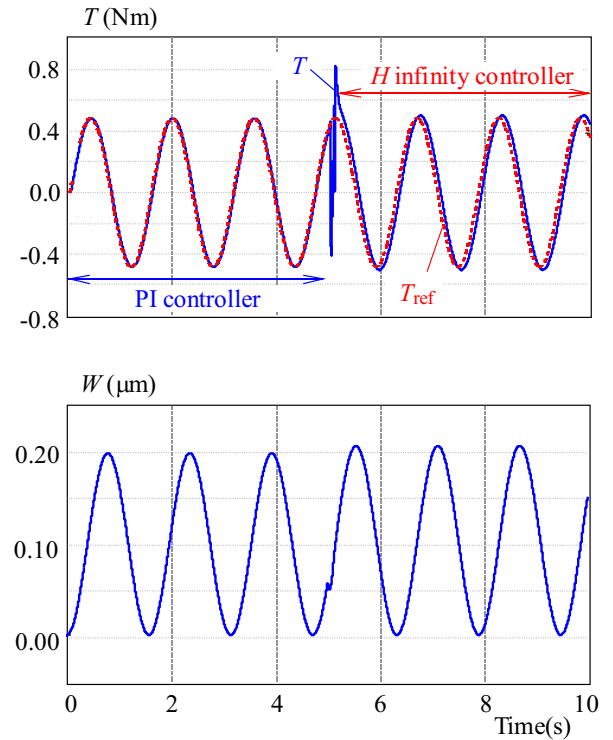 T (Nm)
0.8
T
H infinity controller
0.4
0.0
-0.4
PI controller
Tref
-0.8
W (μm)
0.20
0.10
0.00
0 2 4 6 8 10
Time(s)